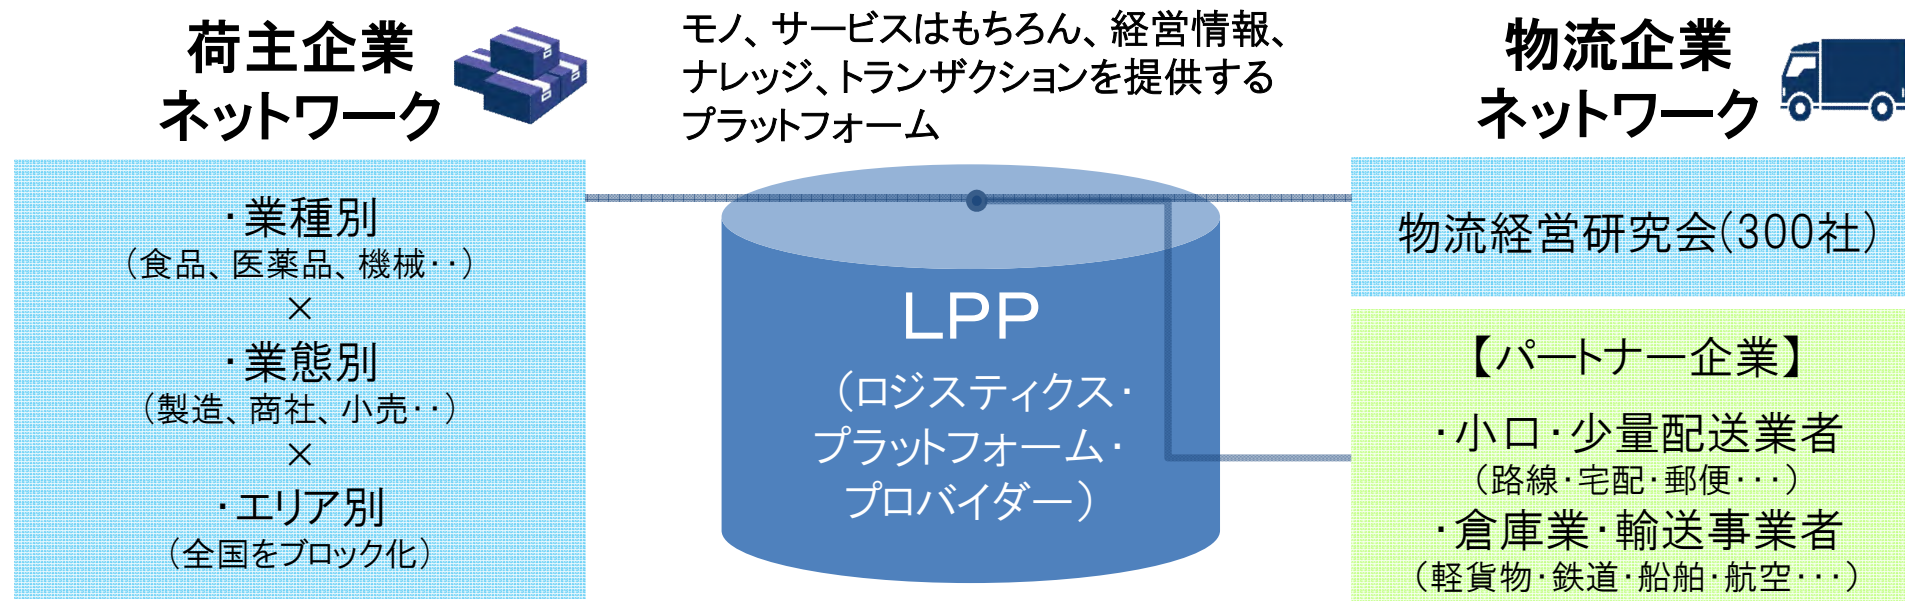 荷主企業
ネットワーク
モノ、サービスはもちろん、経営情報、
ナレッジ、トランザクションを提供する
プラットフォーム
物流企業
ネットワーク
・業種別
（食品、医薬品、機械・・）
×
・業態別
（製造、商社、小売・・）
×
・エリア別
（全国をブロック化）
LPP
（ロジスティクス・
プラットフォーム・
プロバイダー）
物流経営研究会(300社)
【パートナー企業】
・小口・少量配送業者
（路線・宅配・郵便・・・）
・倉庫業・輸送事業者
（軽貨物・鉄道・船舶・航空・・・）